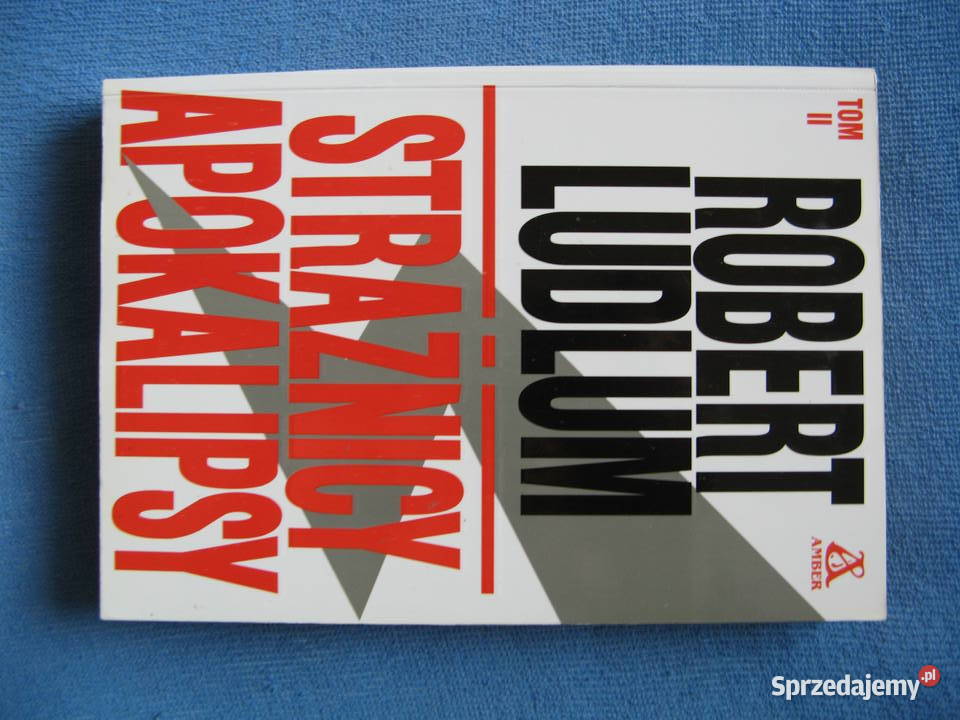 TOM
II
ROBERT
LUDLUM
STRAŻNICY
APOKALIPSY
AMBER
Sprzedajemy.pl